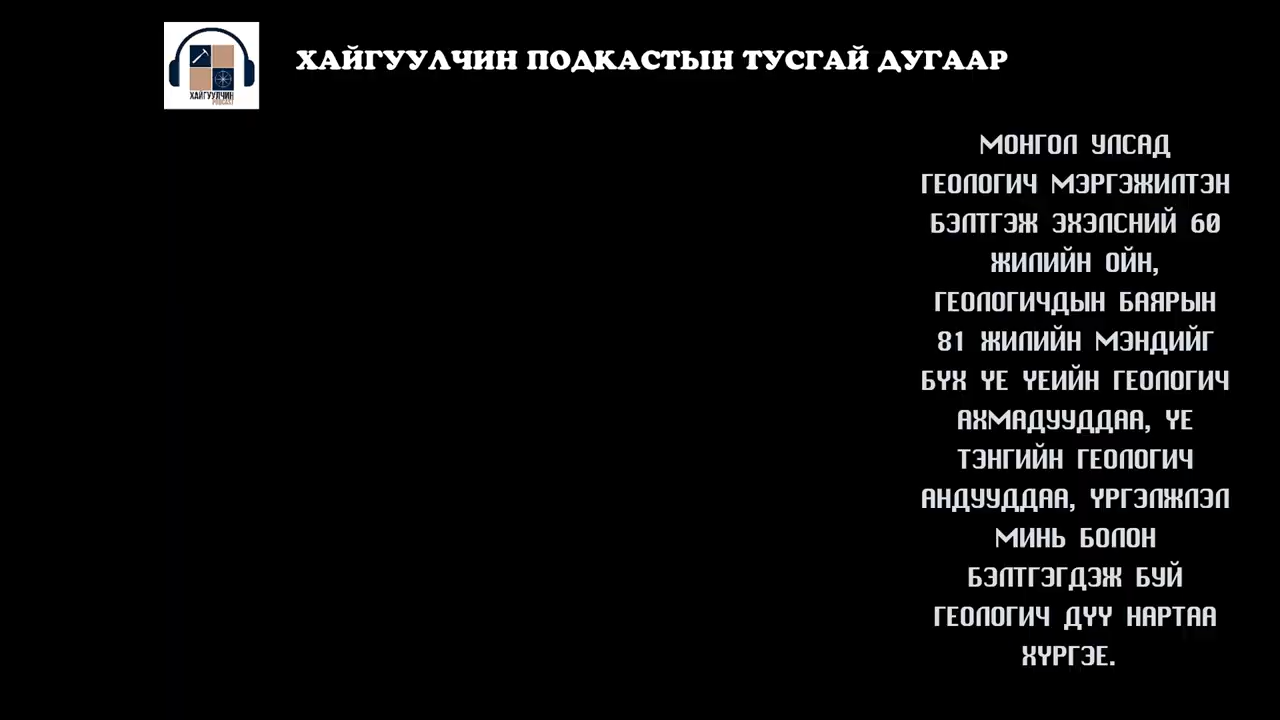 ХАЙГУУЛЧИН ПОДКАСТЫН ТУСГАЙ ДУГААР
ХАЙГУУЛЧИН
PODCAST
МОНГОЛ УЛСАД
ГЕОЛОГИЧ МЭРГЭЖИЛТЭН
БЭЛТГЭЖ ЭХЭЛСНИЙ 60
ЖИЛИЙН ОЙН,
ГЕОЛОГИЧДЫН БАЯРЫН
81 ЖИЛИЙН МЭНДИЙГ
БҮХ ҮЕ ҮЕИЙН ГЕОЛОГИЧ
АХМАДУУДДАА, ҮЕ
ТЭНГИЙН ГЕОЛОГИЧ
АНДУУДДАА, ҮРГЭЛЖЛЭЛ
МИНЬ БОЛОН
БЭЛТГЭГДЭЖ БУЙ
ГЕОЛОГИЧ ДҮҮ НАРТАА
ХҮРГЭЕ.